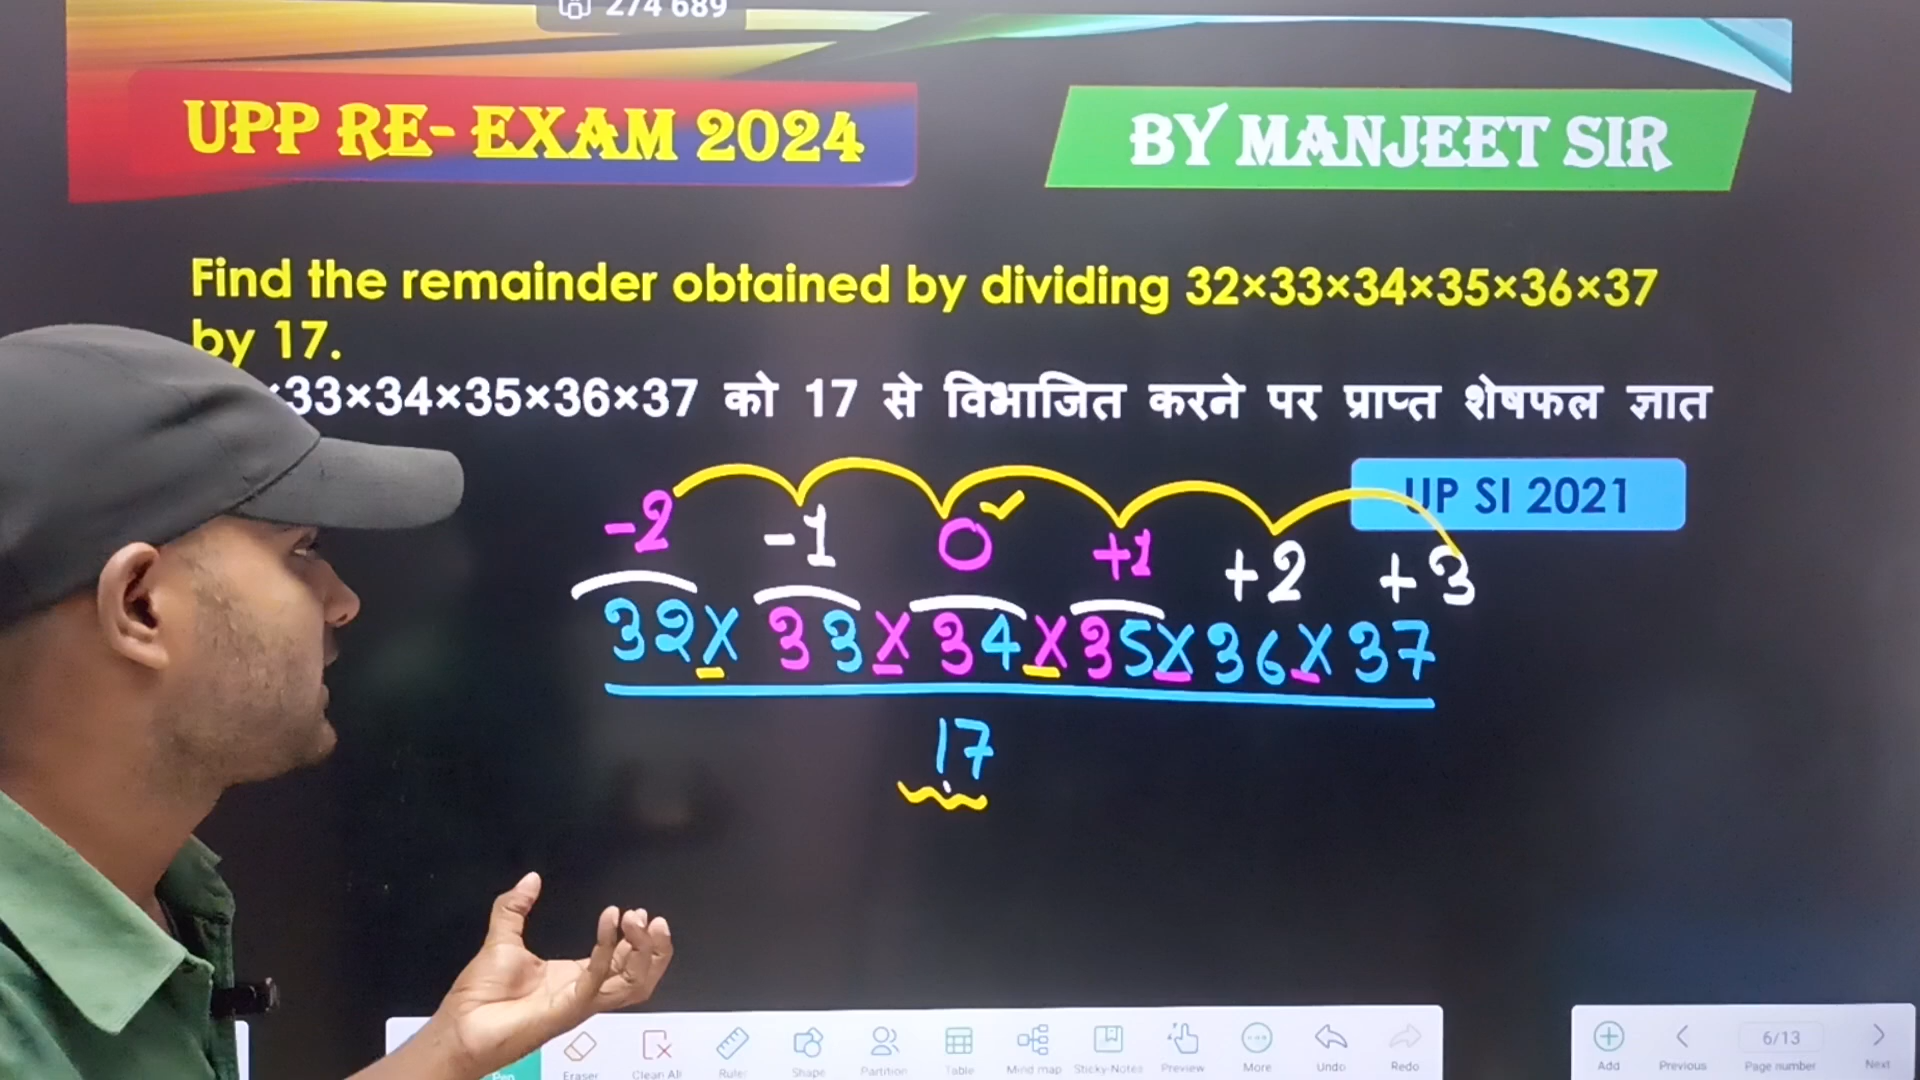 274 689
UPP RE- EXAM 2024
BY MANJEET SIR
Find the remainder obtained by dividing 32×33×34×35×36×37
by 17.
×33×34×35×36×37 को 17 से विभाजित करने पर प्राप्त शेषफल ज्ञात
UP SI 2021
-2 -1 0 +1 +2 +3
32× 33×34×35×36×37
17
Pen Eraser Clean All Ruler Shape Partition Table Mind map Sticky-Notes Preview More Undo Redo
Add Previous 6/13 Page number Next